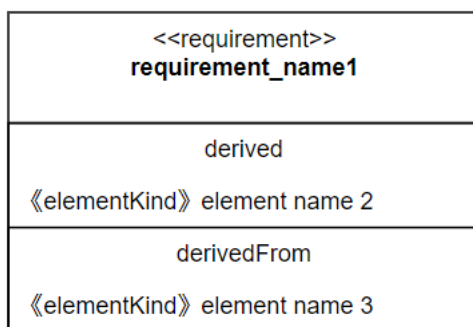 <<requirement>>
requirement_name1
derived
《elementKind》element name 2
derivedFrom
《elementKind》element name 3